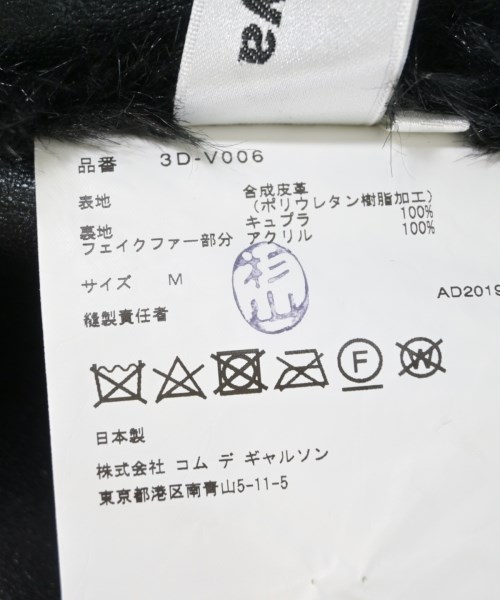 ya
品番 3D-V006
表地 合成皮革
(ポリウレタン樹脂加工)
裏地 キュプラ 100%
フェイクファー部分 アクリル 100%
サイズ M
杉山
AD2019
縫製責任者
F
W
日本製
株式会社 コム デ ギャルソン
東京都港区南青山5-11-5